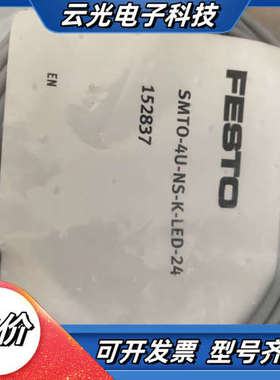 云光电子科技
FESTO
SMTO-4U-NS-K-LED-24
152837
EN
价
可开发票 型号齐